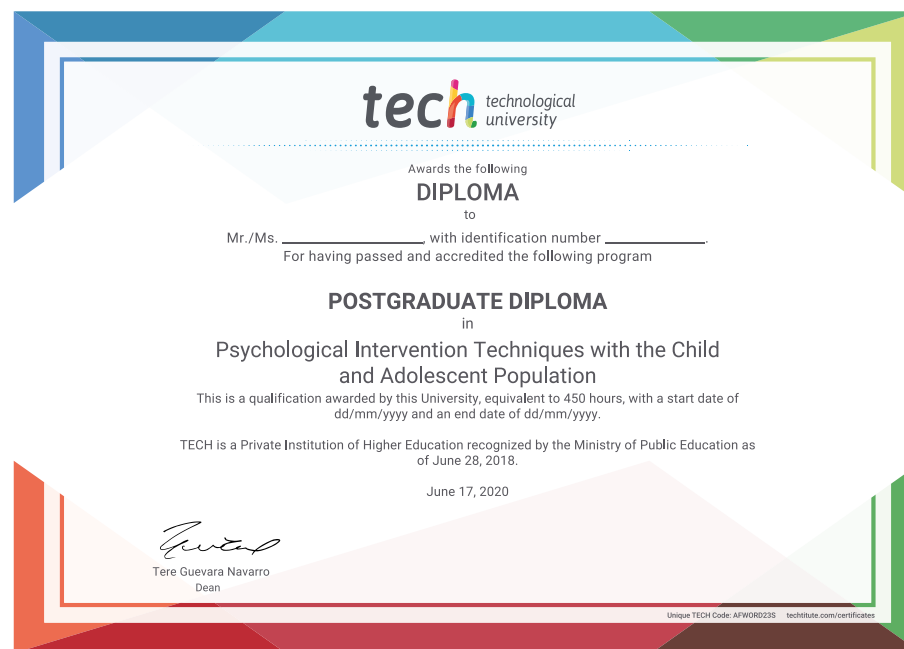 tech technological
university
Awards the following
DIPLOMA
to
Mr./Ms. ____________________, with identification number ______________.
For having passed and accredited the following program
POSTGRADUATE DIPLOMA
in
Psychological Intervention Techniques with the Child
and Adolescent Population
This is a qualification awarded by this University, equivalent to 450 hours, with a start date of
dd/mm/yyyy and an end date of dd/mm/yyyy.
TECH is a Private Institution of Higher Education recognized by the Ministry of Public Education as
of June 28, 2018.
June 17, 2020
Tere Guevara Navarro
Dean
Unique TECH Code: AFWORD23S techtitute.com/certificates